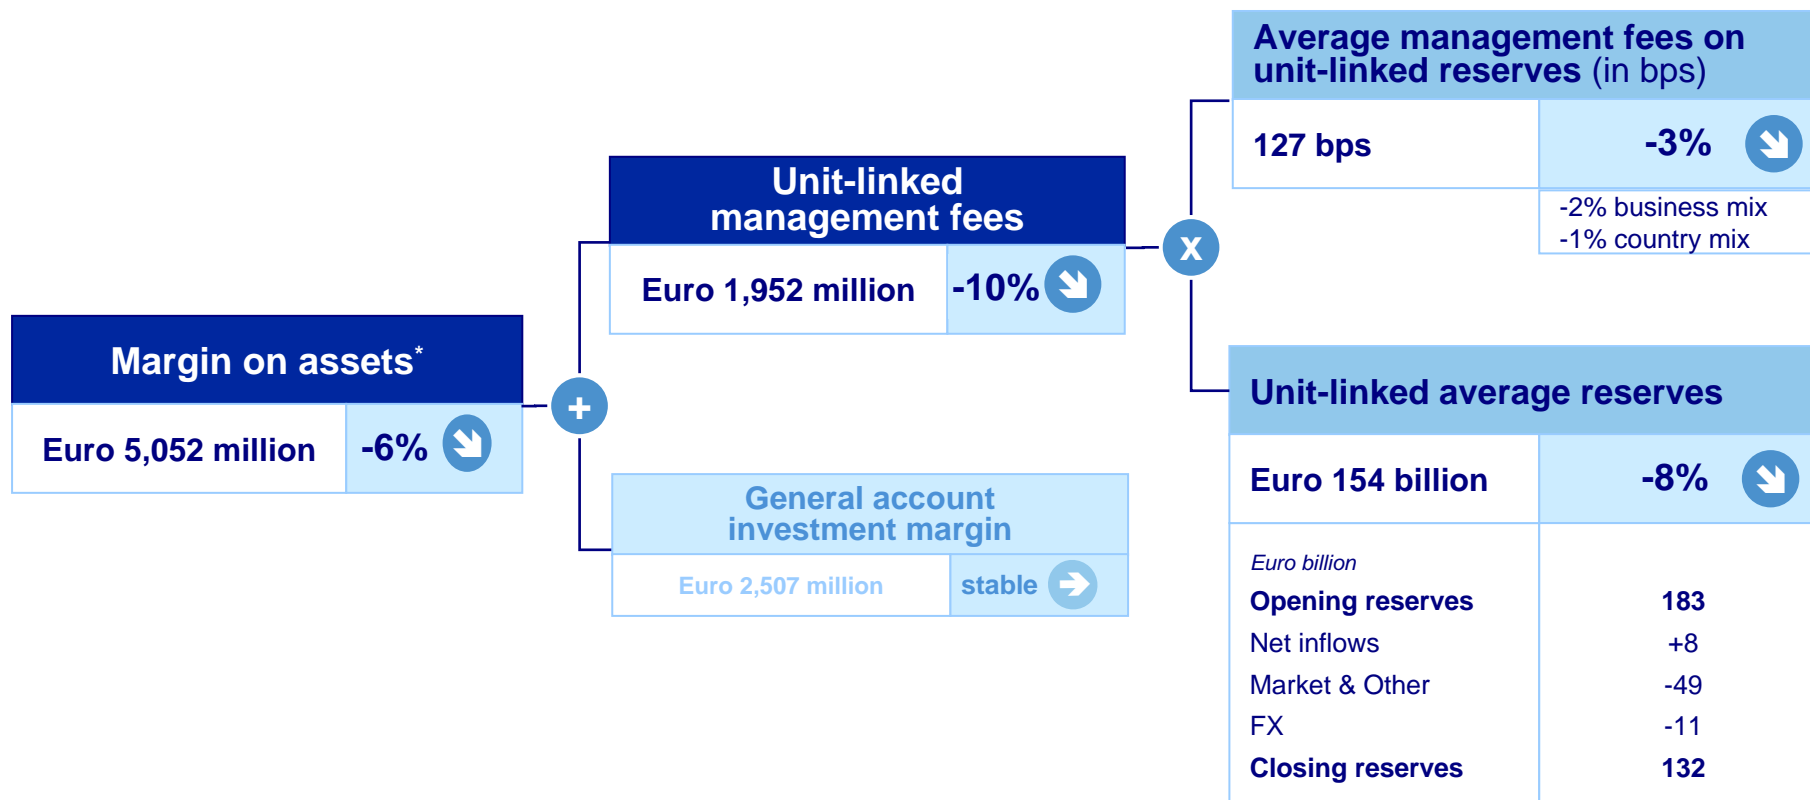 Average management fees on
unit-linked reserves (in bps)
127 bps -3%
-2% business mix
-1% country mix
Unit-linked
management fees
Euro 1,952 million -10%
X
Margin on assets*
Euro 5,052 million -6%
+
General account
investment margin
Euro 2,507 million stable
Unit-linked average reserves
Euro 154 billion -8%
Euro billion
Opening reserves 183
Net inflows +8
Market & Other -49
FX -11
Closing reserves 132